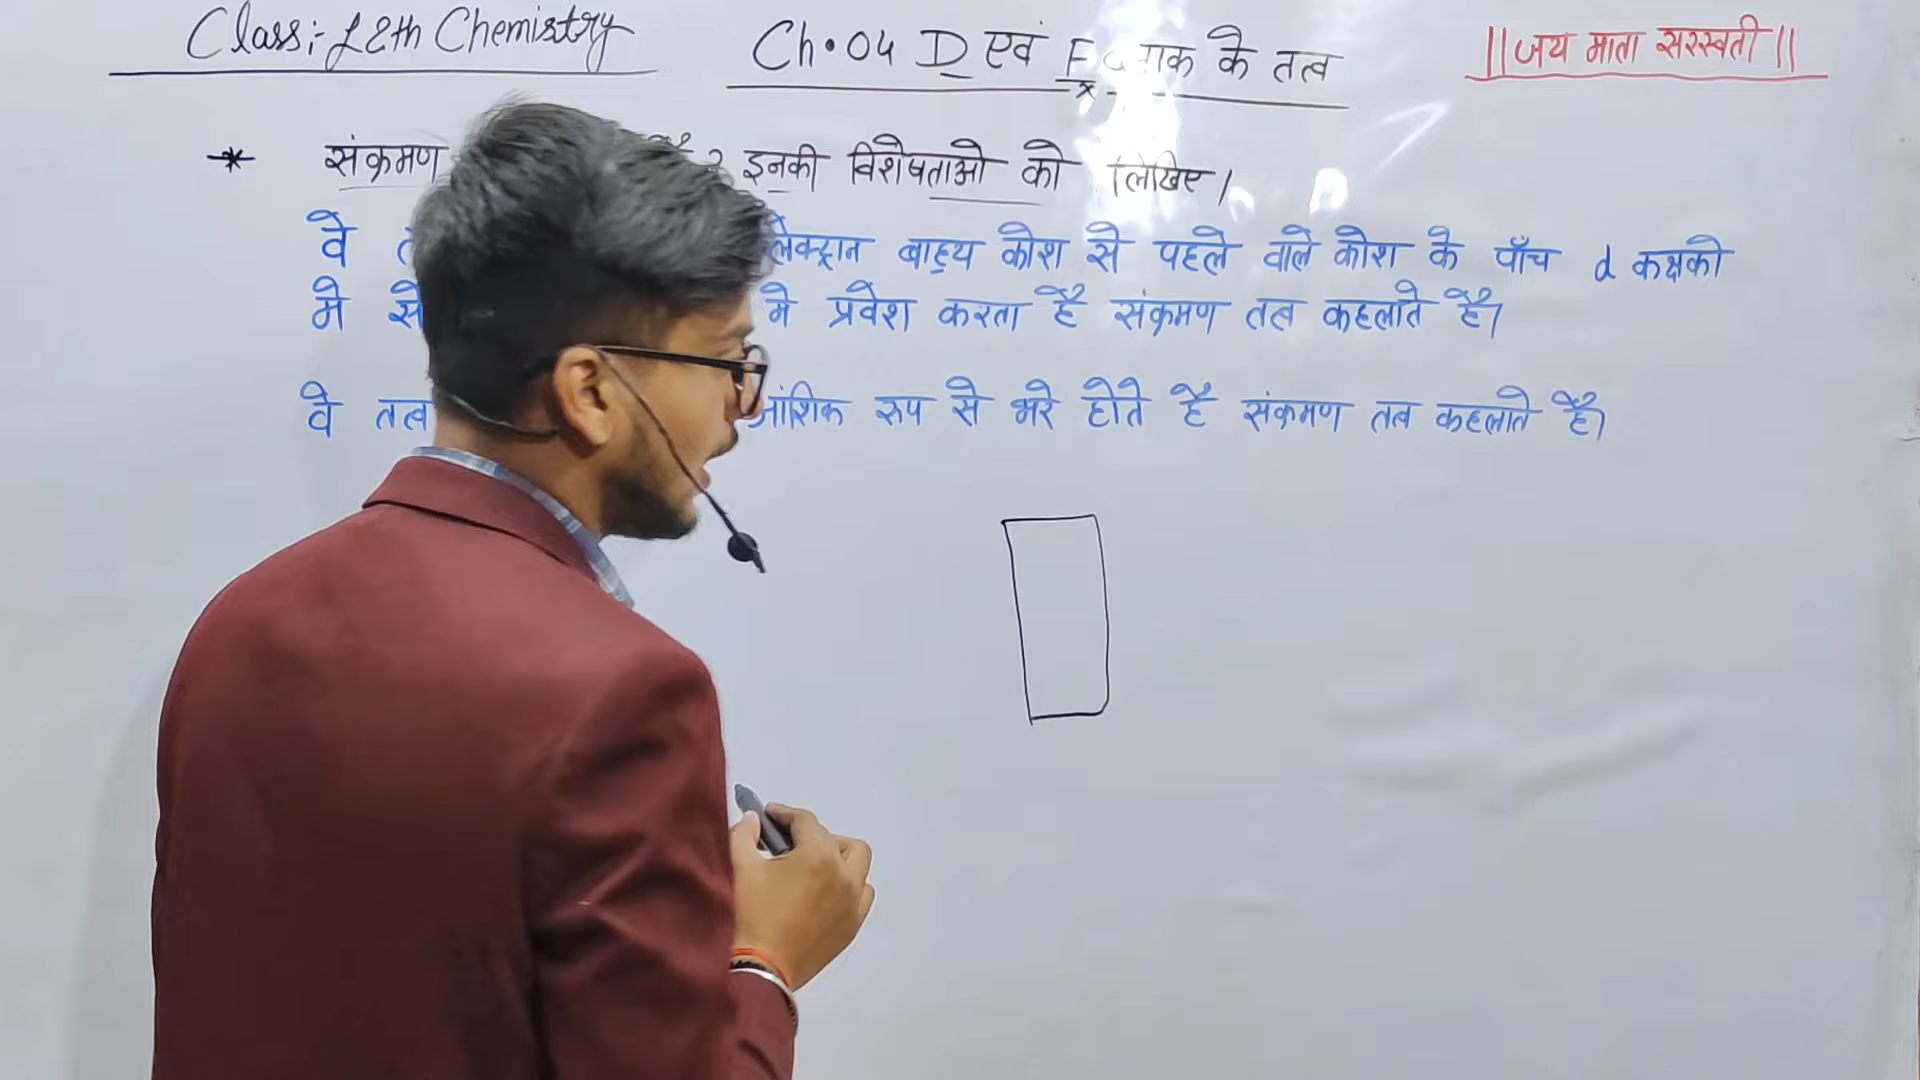 Class:- 12th Chemistry
Ch.04 D एवं F के तत्व
||जय माता सरस्वती||
* संक्रमण ? इनकी विशेषताओ को लिखिए।
वे बाह्य कोश से पहले वाले कोश के पाँच d कक्षको
मे से मे प्रवेश करता है संक्रमण तत्व कहलाते है।
वे तत्व आंशिक रुप से भरे होते है संक्रमण तत्व कहलाते है।